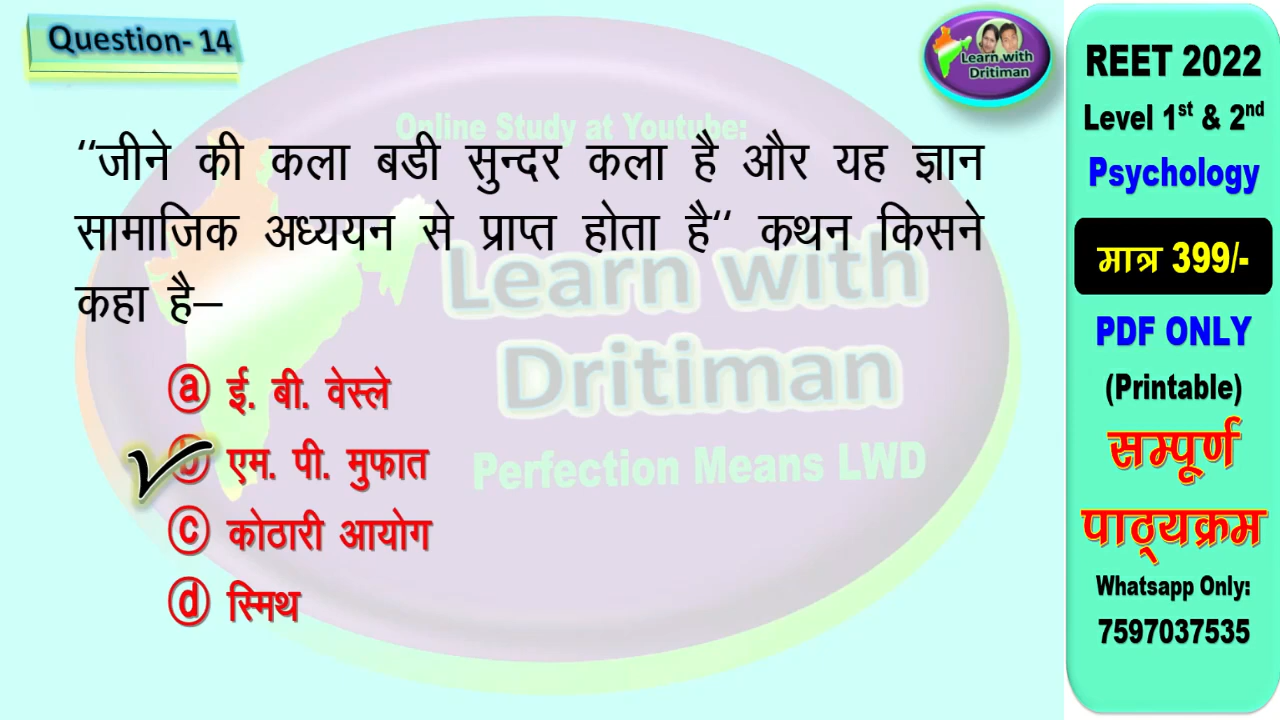 Question- 14
Learn with
Dritiman
Online Study at Youtube:
“जीने की कला बडी सुन्दर कला है और यह ज्ञान
सामाजिक अध्ययन से प्राप्त होता है“ कथन किसने
कहा है–
Learn with
Dritiman
Perfection Means LWD
ⓐ ई. बी. वेस्ले
ⓑ एम. पी. मुफात
ⓒ कोठारी आयोग
ⓓ स्मिथ
REET 2022
Level 1st & 2nd
Psychology
मात्र 399/-
PDF ONLY
(Printable)
सम्पूर्ण
पाठ्यक्रम
Whatsapp Only:
7597037535